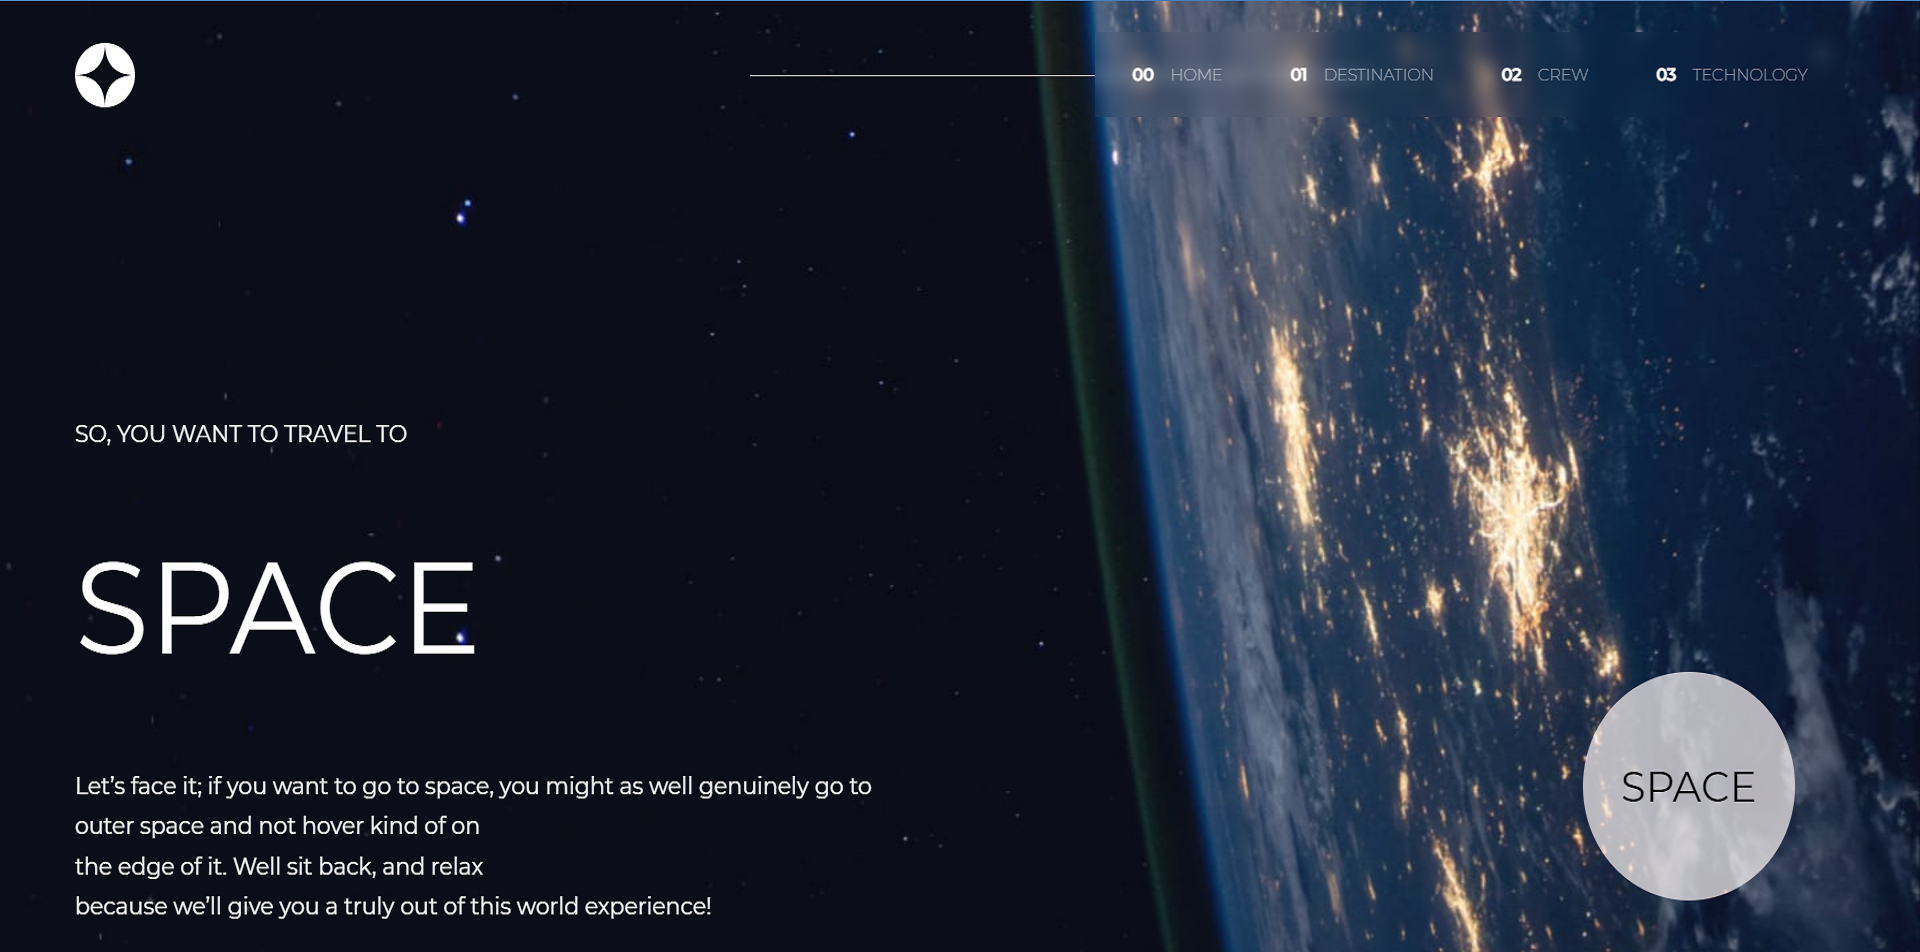 00 HOME 01 DESTINATION 02 CREW 03 TECHNOLOGY
SO, YOU WANT TO TRAVEL TO
SPACE
Let’s face it; if you want to go to space, you might as well genuinely go to
outer space and not hover kind of on
the edge of it. Well sit back, and relax
because we’ll give you a truly out of this world experience!
SPACE